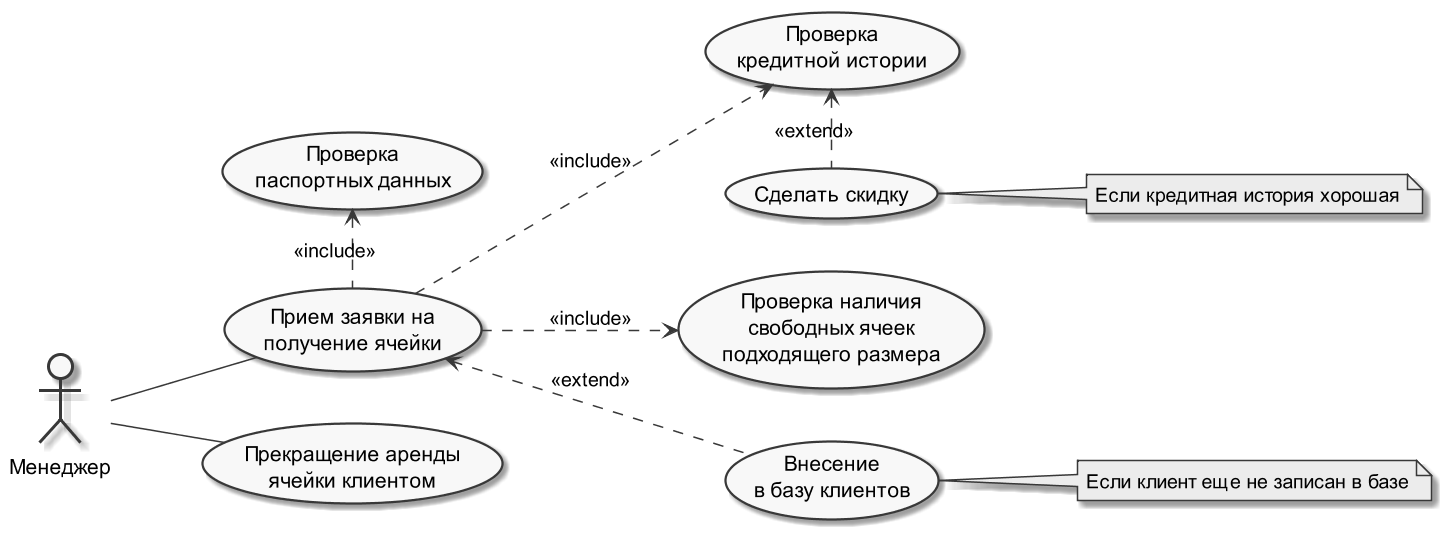 Проверка
кредитной истории
«extend»
Проверка
паспортных данных
«include»
Сделать скидку
Если кредитная история хорошая
«include»
Прием заявки на
получение ячейки
«include»
Проверка наличия
свободных ячеек
подходящего размера
«extend»
Менеджер
Прекращение аренды
ячейки клиентом
Внесение
в базу клиентов
Если клиент еще не записан в базе